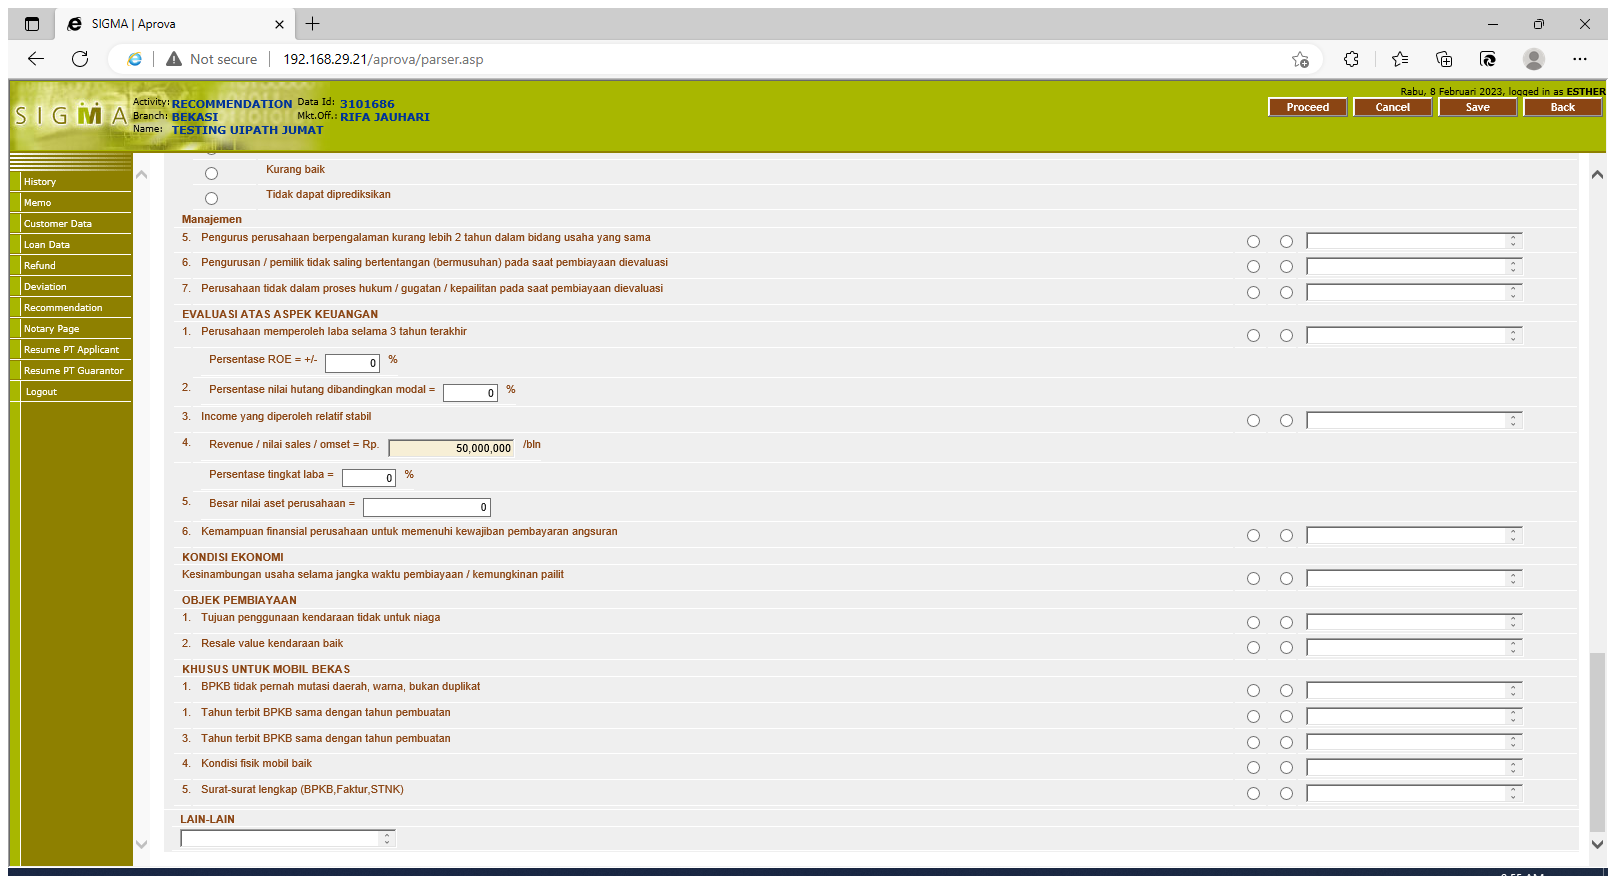 SIGMA | Aprova
Not secure
192.168.29.21/aprova/parser.asp
Rabu, 8 Februari 2023, logged in as ESTHER
SIGMA
Activity: RECOMMENDATION Data Id: 3101686
Branch: BEKASI Mkt.Off.: RIFA JAUHARI
Name: TESTING UIPATH JUMAT
Proceed Cancel Save Back
History
Memo
Customer Data
Loan Data
Refund
Deviation
Recommendation
Notary Page
Resume PT Applicant
Resume PT Guarantor
Logout
Kurang baik
Tidak dapat diprediksikan
Manajemen
5. Pengurus perusahaan berpengalaman kurang lebih 2 tahun dalam bidang usaha yang sama
6. Pengurusan / pemilik tidak saling bertentangan (bermusuhan) pada saat pembiayaan dievaluasi
7. Perusahaan tidak dalam proses hukum / gugatan / kepailitan pada saat pembiayaan dievaluasi
EVALUASI ATAS ASPEK KEUANGAN
1. Perusahaan memperoleh laba selama 3 tahun terakhir
Persentase ROE = +/- 0 %
2. Persentase nilai hutang dibandingkan modal = 0 %
3. Income yang diperoleh relatif stabil
4. Revenue / nilai sales / omset = Rp. 50,000,000 /bln
Persentase tingkat laba = 0 %
5. Besar nilai aset perusahaan = 0
6. Kemampuan finansial perusahaan untuk memenuhi kewajiban pembayaran angsuran
KONDISI EKONOMI
Kesinambungan usaha selama jangka waktu pembiayaan / kemungkinan pailit
OBJEK PEMBIAYAAN
1. Tujuan penggunaan kendaraan tidak untuk niaga
2. Resale value kendaraan baik
KHUSUS UNTUK MOBIL BEKAS
1. BPKB tidak pernah mutasi daerah, warna, bukan duplikat
1. Tahun terbit BPKB sama dengan tahun pembuatan
3. Tahun terbit BPKB sama dengan tahun pembuatan
4. Kondisi fisik mobil baik
5. Surat-surat lengkap (BPKB,Faktur,STNK)
LAIN-LAIN